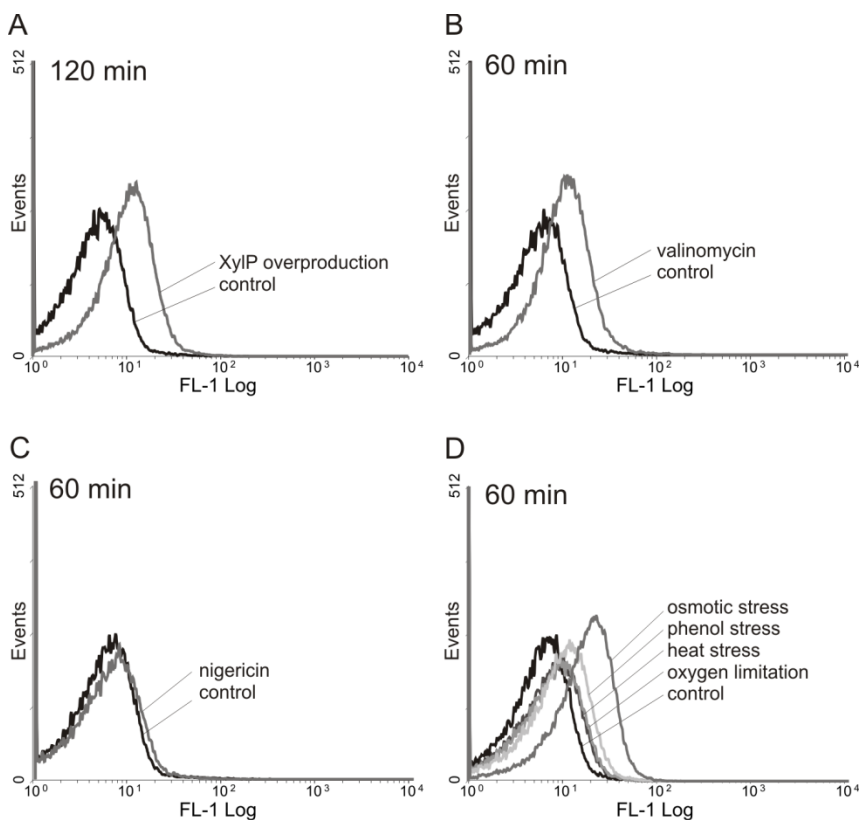 A
120 min
512
Events
XylP overproduction
control
0
10⁰ 10¹ 10² 10³ 10⁴
FL-1 Log
B
60 min
512
Events
valinomycin
control
0
10⁰ 10¹ 10² 10³ 10⁴
FL-1 Log
C
60 min
512
Events
nigericin
control
0
10⁰ 10¹ 10² 10³ 10⁴
FL-1 Log
D
60 min
512
Events
osmotic stress
phenol stress
heat stress
oxygen limitation
control
0
10⁰ 10¹ 10² 10³ 10⁴
FL-1 Log